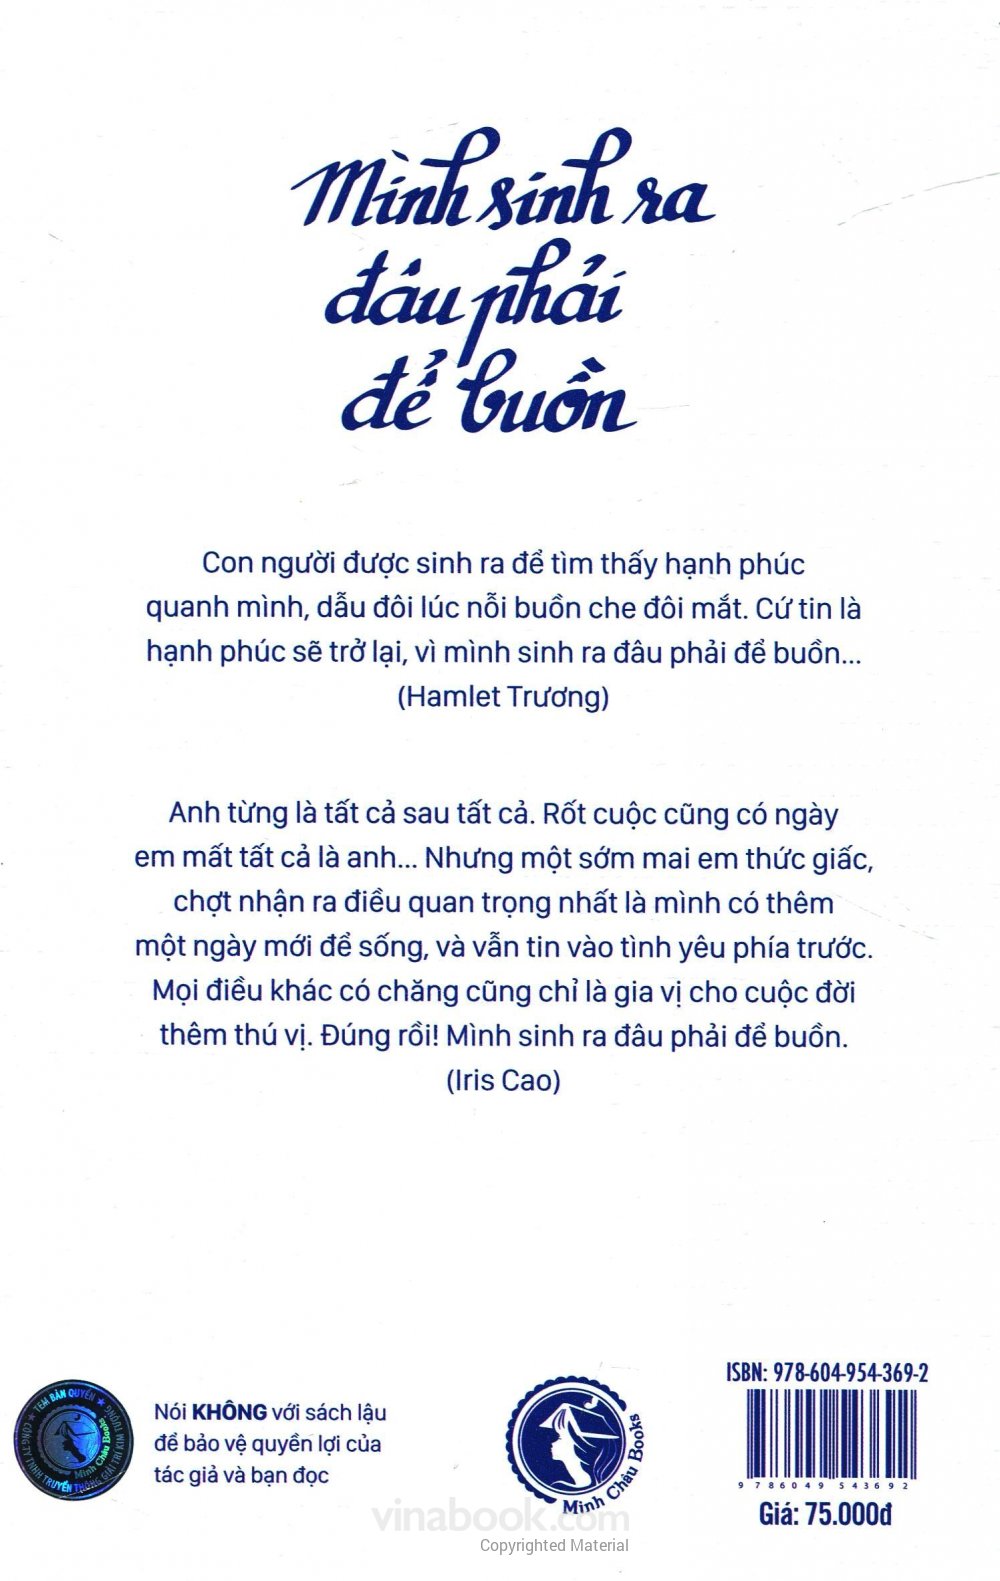 Mình sinh ra
đâu phải
để buồn
Con người được sinh ra để tìm thấy hạnh phúc
quanh mình, dẫu đôi lúc nỗi buồn che đôi mắt. Cứ tin là
hạnh phúc sẽ trở lại, vì mình sinh ra đâu phải để buồn...
(Hamlet Trương)
Anh từng là tất cả sau tất cả. Rốt cuộc cũng có ngày
em mất tất cả là anh... Nhưng một sớm mai em thức giấc,
chợt nhận ra điều quan trọng nhất là mình có thêm
một ngày mới để sống, và vẫn tin vào tình yêu phía trước.
Mọi điều khác có chăng cũng chỉ là gia vị cho cuộc đời
thêm thú vị. Đúng rồi! Mình sinh ra đâu phải để buồn.
(Iris Cao)
TEM BẢN QUYỀN
CÔNG TY TNHH TRUYỀN THÔNG GIẢI TRÍ KIM TƯỚNG
Minh Châu Books
Nói KHÔNG với sách lậu
để bảo vệ quyền lợi của
tác giả và bạn đọc
Minh Châu Books
ISBN: 978-604-954-369-2
9 786049 543692
Giá: 75.000đ
vinabook.com
Copyrighted Material